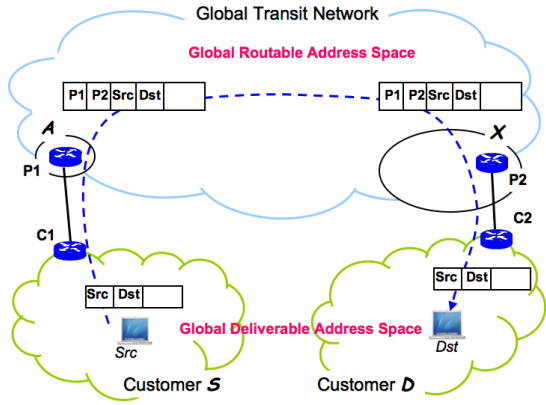 Global Transit Network
Global Routable Address Space
P1 P2 Src Dst
P1 P2 Src Dst
A
X
P1
P2
C1
C2
Src Dst
Src Dst
Global Deliverable Address Space
Src
Dst
Customer S
Customer D